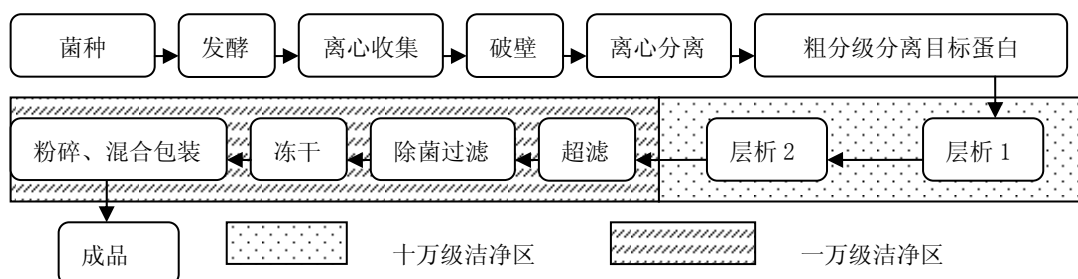 菌种
发酵
离心收集
破壁
离心分离
粗分级分离目标蛋白
层析 1
层析 2
超滤
除菌过滤
冻干
粉碎、混合包装
成品
十万级洁净区
一万级洁净区